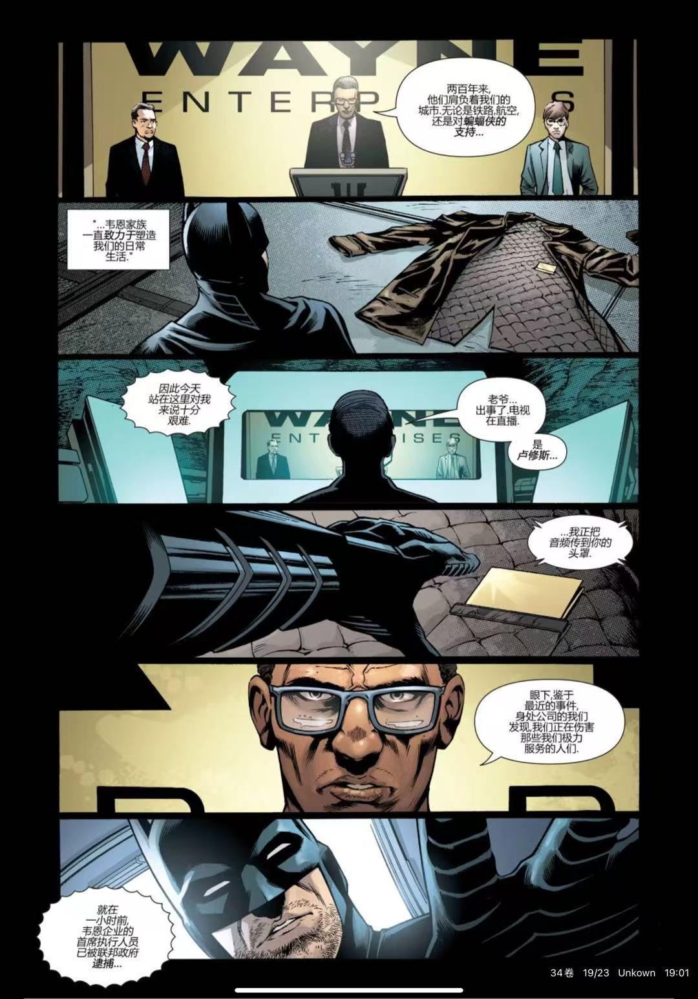 WAYNE
ENTERPRISES
两百年来,
他们肩负着我们的
城市.无论是铁路,航空,
还是对蝙蝠侠的
支持...
"...韦恩家族
一直致力于塑造
我们的日常
生活."
因此今天
站在这里对我
来说十分
艰难.
老爷...
出事了.电视
在直播.
是
卢修斯...
...我正把
音频传到你的
头罩.
眼下,鉴于
最近的事件,
身处公司的我们
发现,我们正在伤害
那些我们极力
服务的人们.
就在
一小时前,
韦恩企业的
首席执行人员
已被联邦政府
逮捕...
34卷 19/23 Unkown 19:01